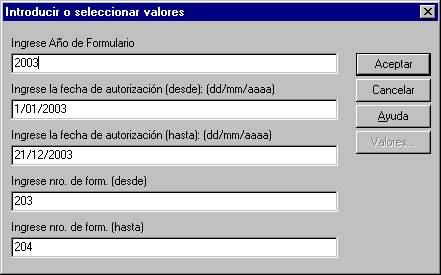 Introducir o seleccionar valores
Ingrese Año de Formulario
2003
Ingrese la fecha de autorización (desde): (dd/mm/aaaa)
1/01/2003
Ingrese la fecha de autorización (hasta): (dd/mm/aaaa)
21/12/2003
Ingrese nro. de form. (desde)
203
Ingrese nro. de form. (hasta)
204
Aceptar
Cancelar
Ayuda
Valores...